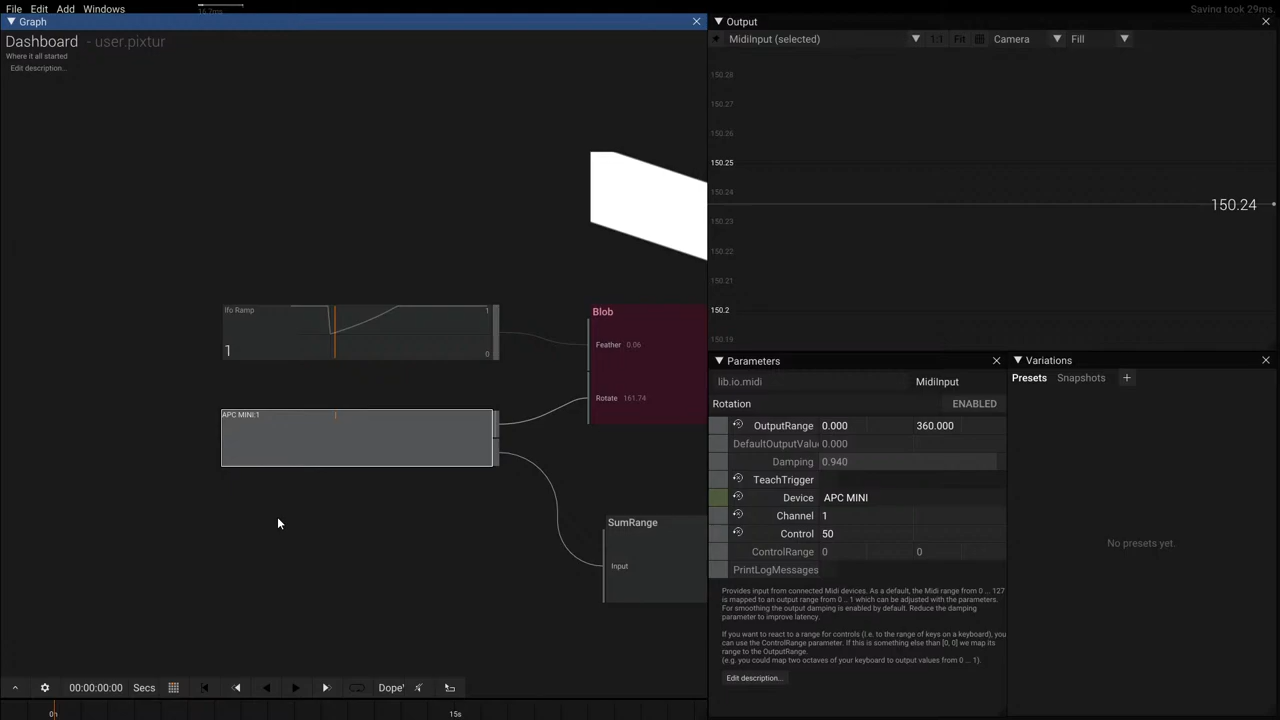 File Edit Add Windows
16.7ms
Saving took 29ms.
Graph
Dashboard - user.pixtur
Where it all started
Edit description...
lfo Ramp
1
1
0
APC MINI:1
Blob
Feather 0.06
Rotate 161.74
SumRange
Input
00:00:00:00 Secs
Dope'
0
15s
Output
MidiInput (selected)
1:1 Fit Camera Fill
150.28
150.27
150.26
150.25
150.24
150.23
150.22
150.21
150.2
150.19
150.24
Parameters
lib.io.midi MidiInput
Rotation ENABLED
OutputRange 0.000 360.000
DefaultOutputValu 0.000
Damping 0.940
TeachTrigger
Device APC MINI
Channel 1
Control 50
ControlRange 0 0
PrintLogMessages
Provides input from connected Midi devices. As a default, the Midi range from 0 ... 127
is mapped to an output range from 0 ... 1 which can be adjusted with the parameters.
For smoothing the output damping is enabled by default. Reduce the damping
parameter to improve latency.
If you want to react to a range for controls (I.e. to the range of keys on a keyboard), you
can use the ControlRange parameter. If this is something else than [0, 0] we map its
range to the OutputRange.
(e.g. you could map two octaves of your keyboard to output values from 0 ... 1).
Edit description...
Variations
Presets Snapshots +
No presets yet.